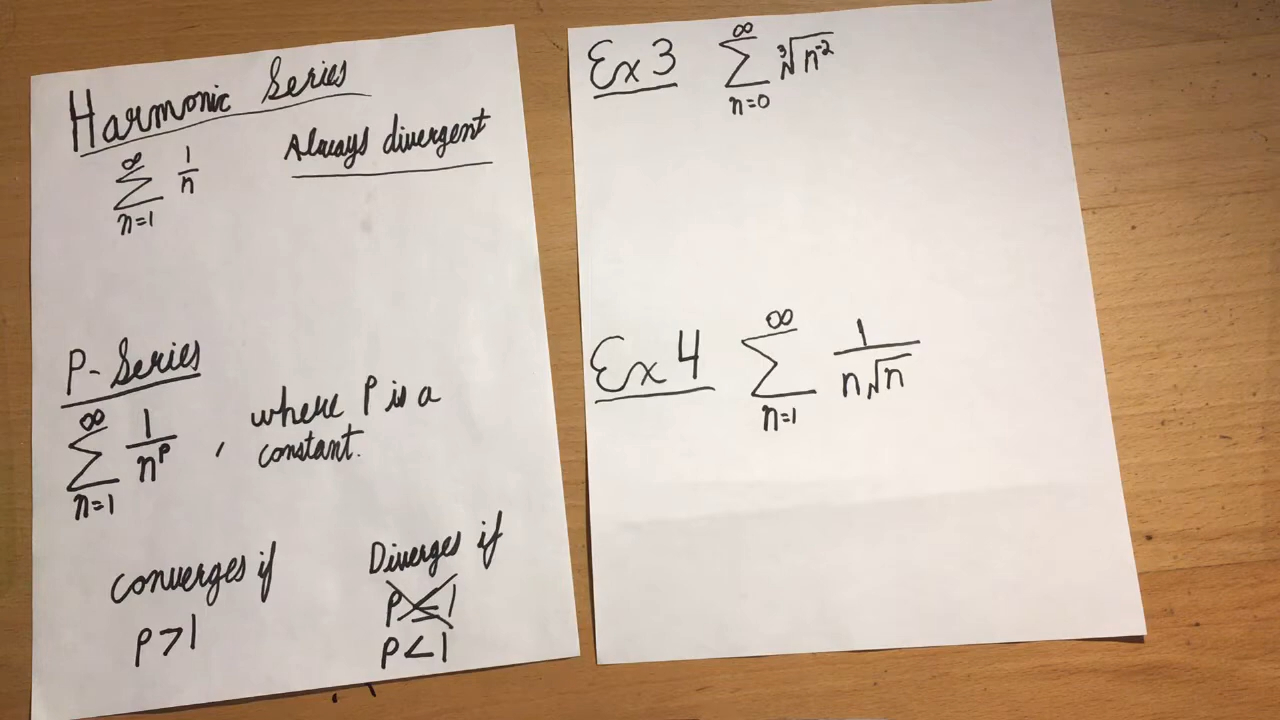 Harmonic Series
∞
∑ 1/n
n=1
Always divergent
P-Series
∞
∑ 1/n^p , where P is a
n=1
constant.
converges if
p > 1
Diverges if
p ≤ 1
p < 1
Ex 3
∞
∑ ∛n^-2
n=0
Ex 4
∞
∑ 1/n√n
n=1